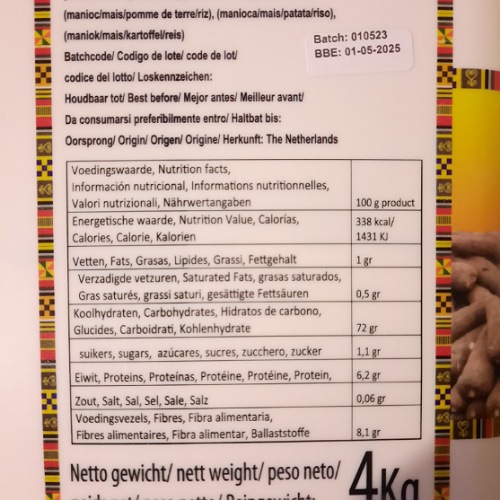 (manioc/mais/pomme de terre/riz), (manioca/mais/patata/riso),
(maniok/mais/kartoffel/reis)
Batch: 010523
BBE: 01-05-2025
Batchcode/ Codigo de lote/ code de lot/
codice del lotto/ Loskennzeichen:
Houdbaar tot/ Best before/ Mejor antes/ Meilleur avant/
Da consumarsi preferibilmente entro/ Haltbat bis:
Oorsprong/ Origin/ Origen/ Origine/ Herkunft: The Netherlands
Voedingswaarde, Nutrition facts,
Información nutricional, Informations nutritionnelles,
Valori nutrizionali, Nährwertangaben
100 g product
Energetische waarde, Nutrition Value, Calorías,
Calories, Calorie, Kalorien
338 kcal/
1431 KJ
Vetten, Fats, Grasas, Lipides, Grassi, Fettgehalt
1 gr
Verzadigde vetzuren, Saturated Fats, grasas saturados,
Gras saturés, grassi saturi, gesättigte Fettsäuren
0,5 gr
Koolhydraten, Carbohydrates, Hidratos de carbono,
Glucides, Carboidrati, Kohlenhydrate
72 gr
suikers, sugars, azúcares, sucres, zucchero, zucker
1,1 gr
Eiwit, Proteins, Proteínas, Protéine, Protéine, Protein,
6,2 gr
Zout, Salt, Sal, Sel, Sale, Salz
0,06 gr
Voedingsvezels, Fibres, Fibra alimentaria,
Fibres alimentaires, Fibra alimentar, Ballaststoffe
8,1 gr
Netto gewicht/ nett weight/ peso neto/
4Kg